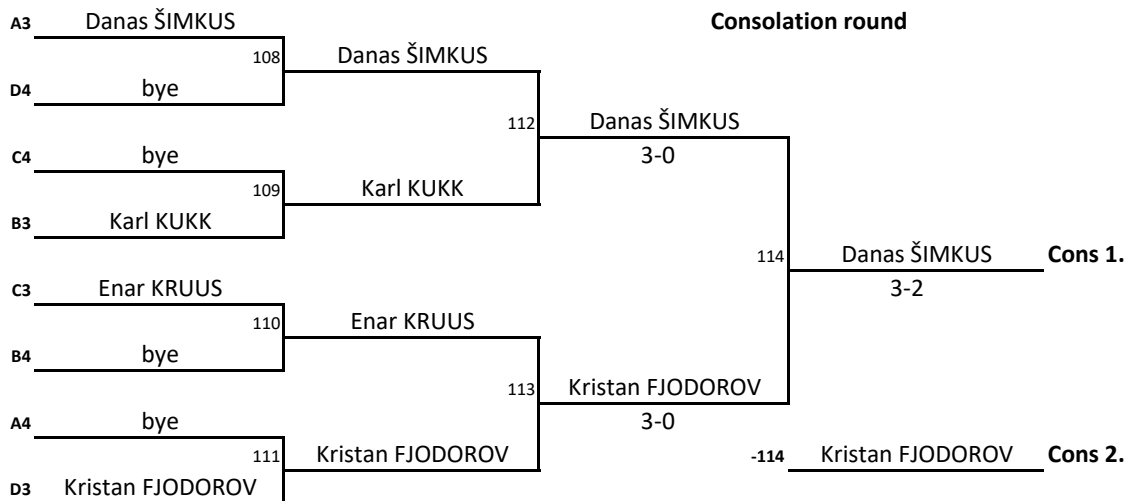 A3 Danas ŠIMKUS Consolation round
108 Danas ŠIMKUS
D4 bye
112 Danas ŠIMKUS
C4 bye 3-0
109 Karl KUKK
B3 Karl KUKK
114 Danas ŠIMKUS Cons 1.
C3 Enar KRUUS 3-2
110 Enar KRUUS
B4 bye
113 Kristan FJODOROV
A4 bye 3-0
111 Kristan FJODOROV -114 Kristan FJODOROV Cons 2.
D3 Kristan FJODOROV